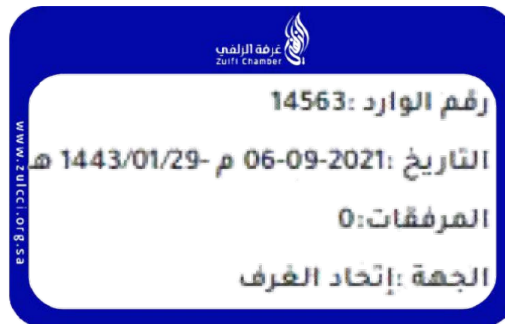 غرفة الزلفي
Zulfi Chamber
رقم الوارد :14563
التاريخ :2021-09-06 م -1443/01/29 هـ
المرفقات:0
الجهة :إتحاد الغرف
www.zulcci.org.sa